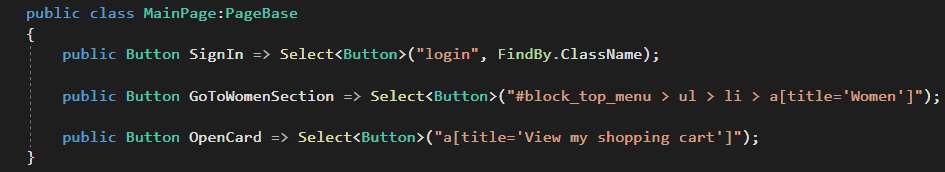 public class MainPage:PageBase
{
public Button SignIn => Select<Button>("login", FindBy.ClassName);
public Button GoToWomenSection => Select<Button>("#block_top_menu > ul > li > a[title='Women']");
public Button OpenCard => Select<Button>("a[title='View my shopping cart']");
}